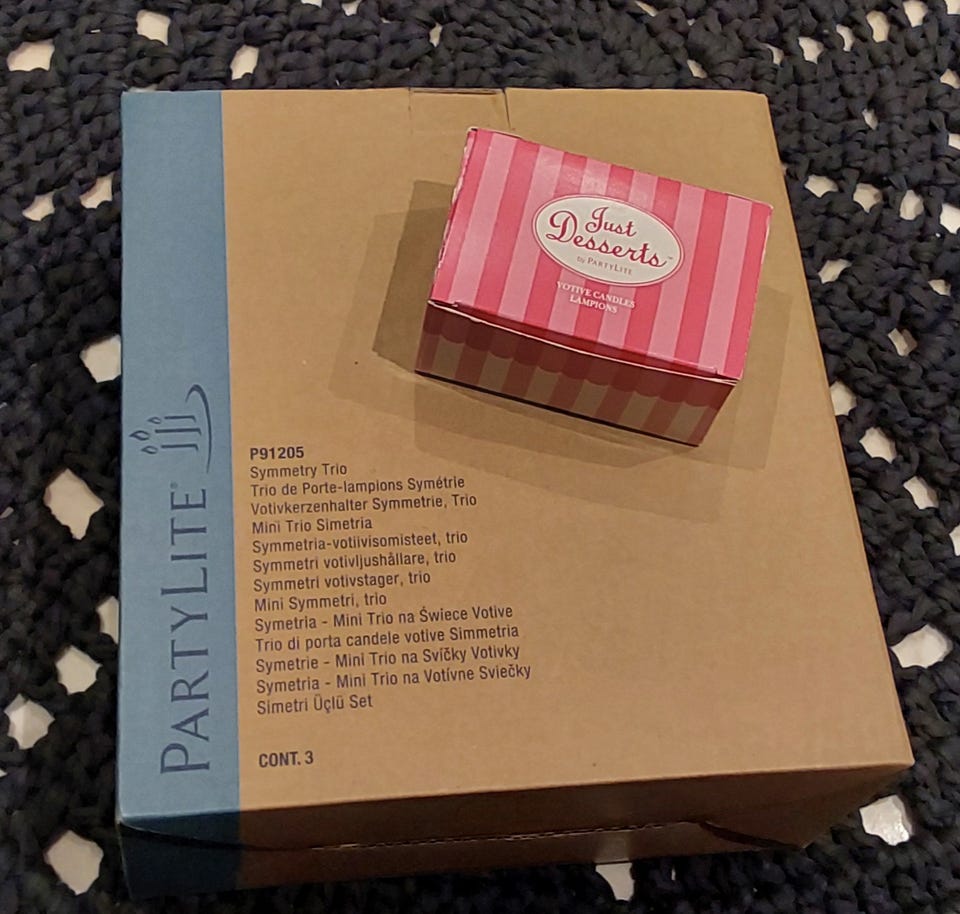 Just
Desserts™
by PARTYLITE
VOTIVE CANDLES
LAMPIONS
PARTYLITE®
P91205
Symmetry Trio
Trio de Porte-lampions Symétrie
Votivkerzenhalter Symmetrie, Trio
Mini Trio Simetria
Symmetria-votiivisomisteet, trio
Symmetri votivljushållare, trio
Symmetri votivstager, trio
Mini Symmetri, trio
Symetria - Mini Trio na Świece Votive
Trio di porta candele votive Simmetria
Symetrie - Mini Trio na Svíčky Votivky
Symetria - Mini Trio na Votívne Sviečky
Simetri Üçlü Set
CONT. 3